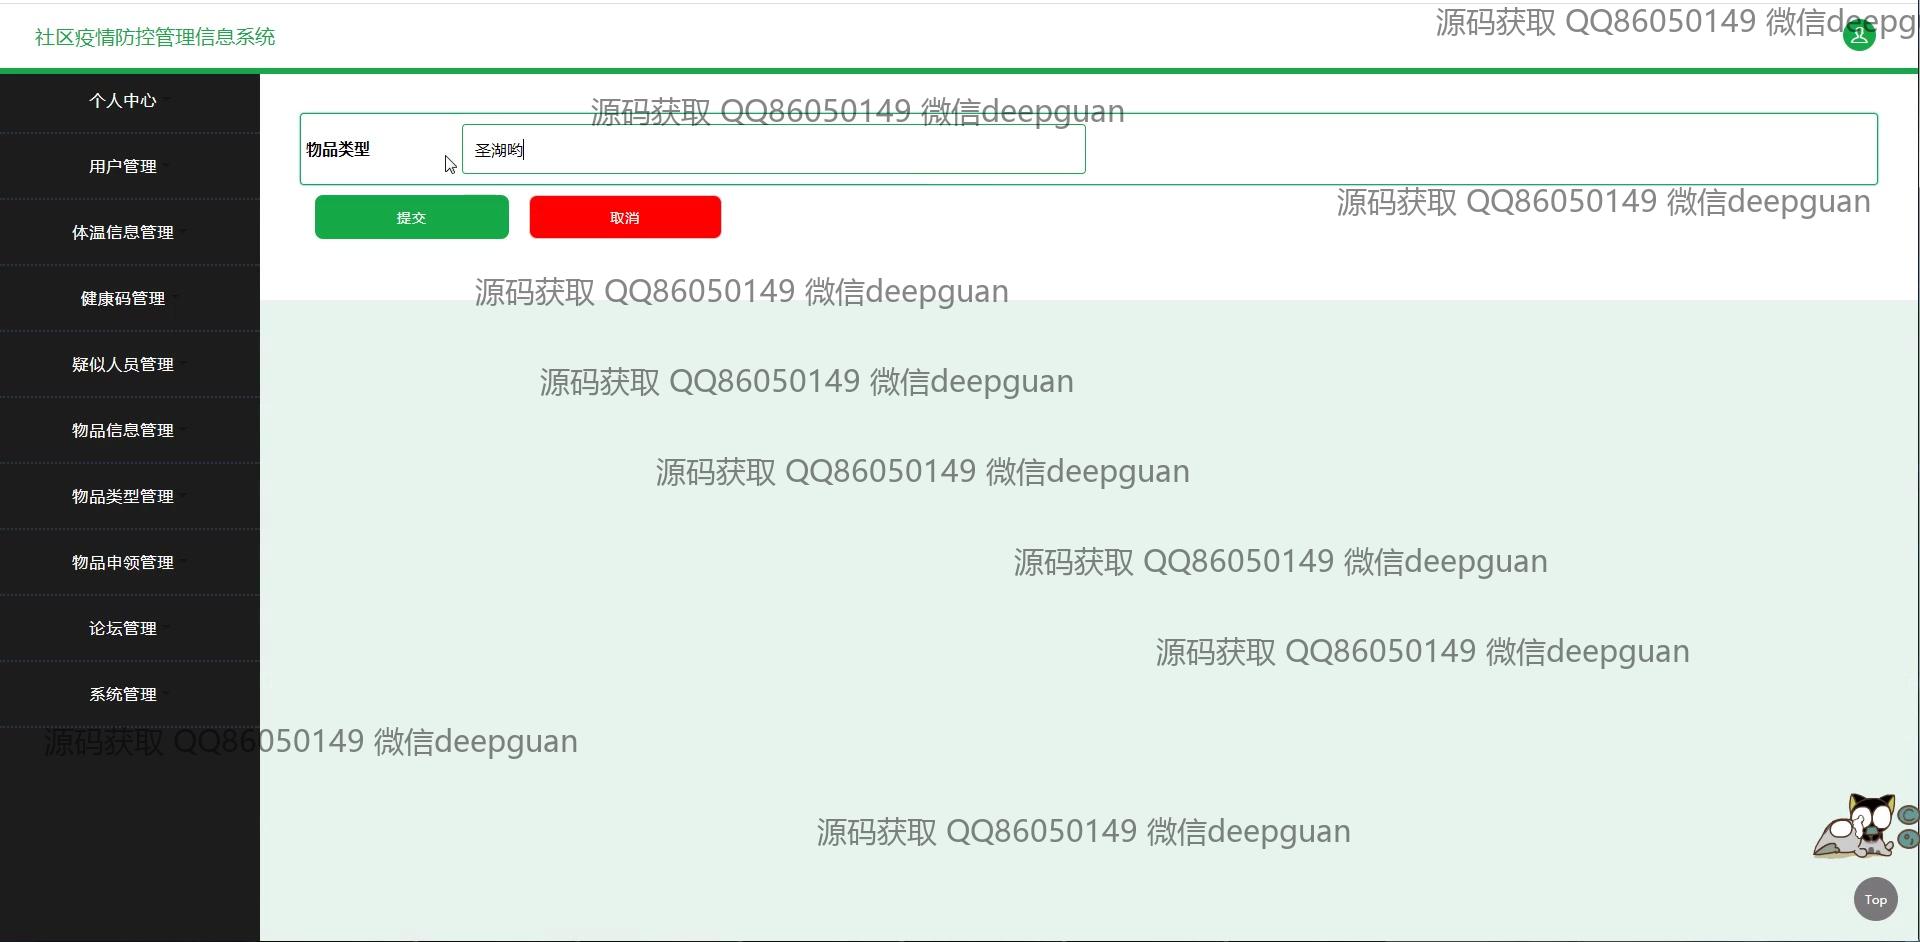 社区疫情防控管理信息系统
源码获取 QQ86050149 微信deepg
个人中心
源码获取 QQ86050149 微信deepguan
物品类型
圣湖哟
用户管理
源码获取 QQ86050149 微信deepguan
提交
取消
体温信息管理
健康码管理
源码获取 QQ86050149 微信deepguan
疑似人员管理
源码获取 QQ86050149 微信deepguan
物品信息管理
源码获取 QQ86050149 微信deepguan
物品类型管理
物品申领管理
源码获取 QQ86050149 微信deepguan
论坛管理
源码获取 QQ86050149 微信deepguan
系统管理
源码获取 QQ86050149 微信deepguan
源码获取 QQ86050149 微信deepguan
Top